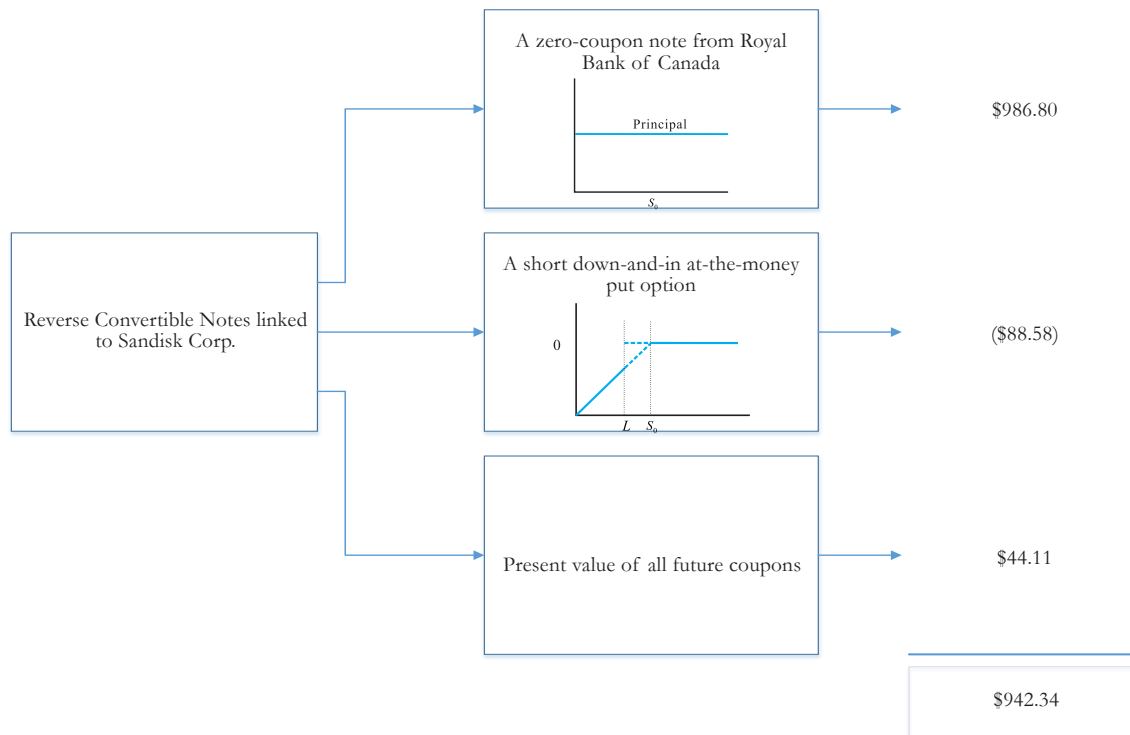 A zero-coupon note from Royal
Bank of Canada
Principal
S₀
$986.80
Reverse Convertible Notes linked
to Sandisk Corp.
A short down-and-in at-the-money
put option
0
L S₀
($88.58)
Present value of all future coupons
$44.11
$942.34